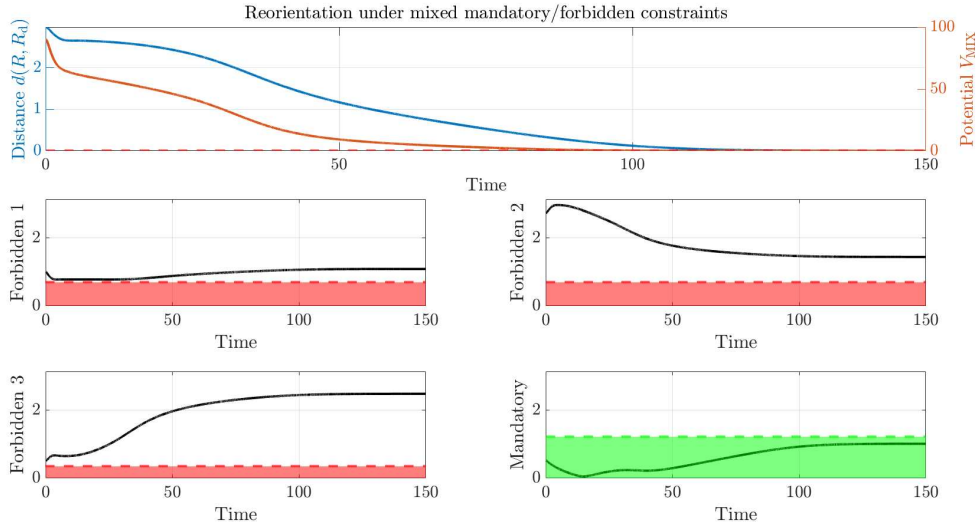 Reorientation under mixed mandatory/forbidden constraints
Distance d(R, R_d)
2
1
0
Potential V_MIX
100
50
0
0 50 100 150
Time
Forbidden 1
2
0
0 50 100 150
Time
Forbidden 2
2
0
0 50 100 150
Time
Forbidden 3
2
0
0 50 100 150
Time
Mandatory
2
0
0 50 100 150
Time